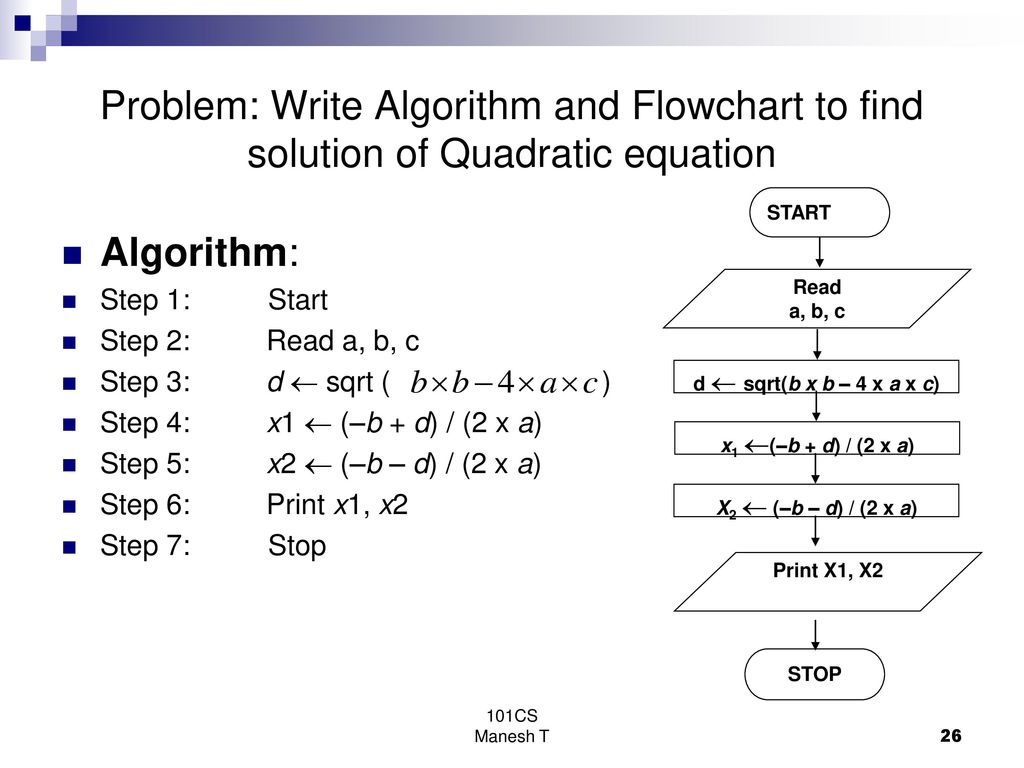 Problem: Write Algorithm and Flowchart to find
solution of Quadratic equation
Algorithm:
Step 1: Start
Step 2: Read a, b, c
Step 3: d ← sqrt ( b×b−4×a×c )
Step 4: x1 ← (–b + d) / (2 x a)
Step 5: x2 ← (–b – d) / (2 x a)
Step 6: Print x1, x2
Step 7: Stop
START
Read
a, b, c
d ← sqrt(b x b – 4 x a x c)
x₁ ←(–b + d) / (2 x a)
X₂ ← (–b – d) / (2 x a)
Print X1, X2
STOP
101CS
Manesh T
26